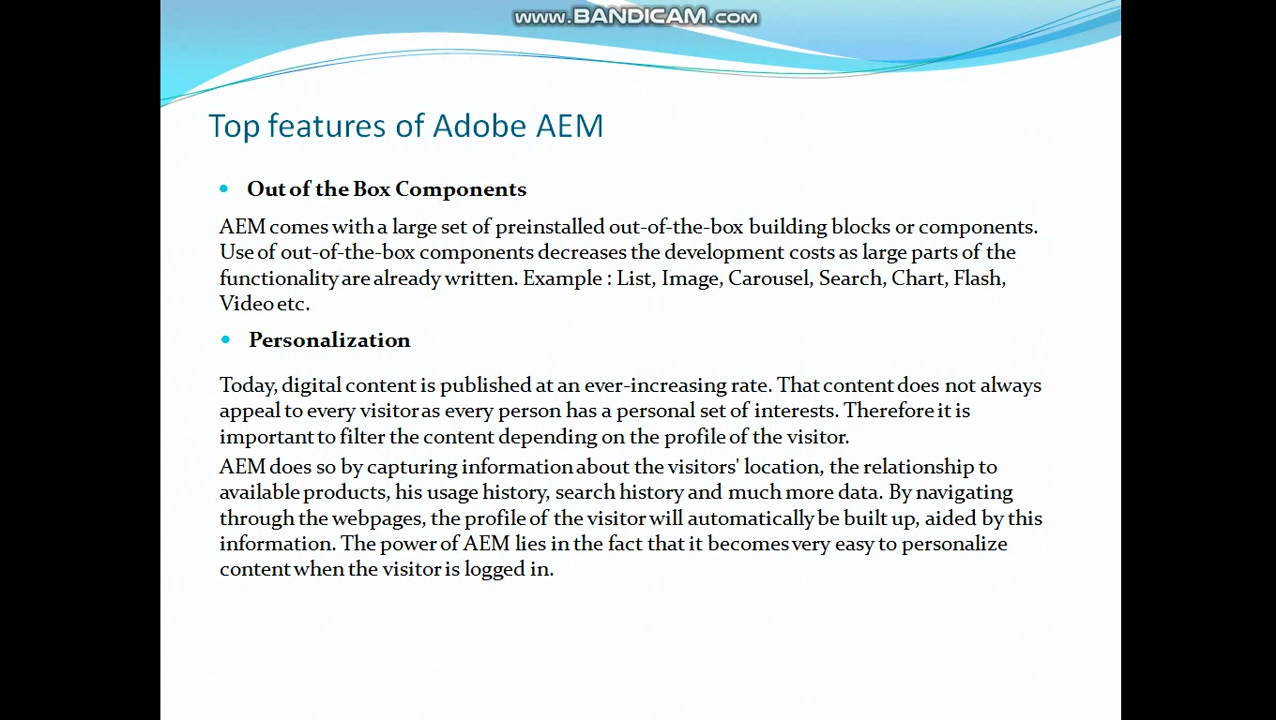 www.BANDICAM.com
Top features of Adobe AEM
• Out of the Box Components
AEM comes with a large set of preinstalled out-of-the-box building blocks or components.
Use of out-of-the-box components decreases the development costs as large parts of the
functionality are already written. Example : List, Image, Carousel, Search, Chart, Flash,
Video etc.
• Personalization
Today, digital content is published at an ever-increasing rate. That content does not always
appeal to every visitor as every person has a personal set of interests. Therefore it is
important to filter the content depending on the profile of the visitor.
AEM does so by capturing information about the visitors' location, the relationship to
available products, his usage history, search history and much more data. By navigating
through the webpages, the profile of the visitor will automatically be built up, aided by this
information. The power of AEM lies in the fact that it becomes very easy to personalize
content when the visitor is logged in.